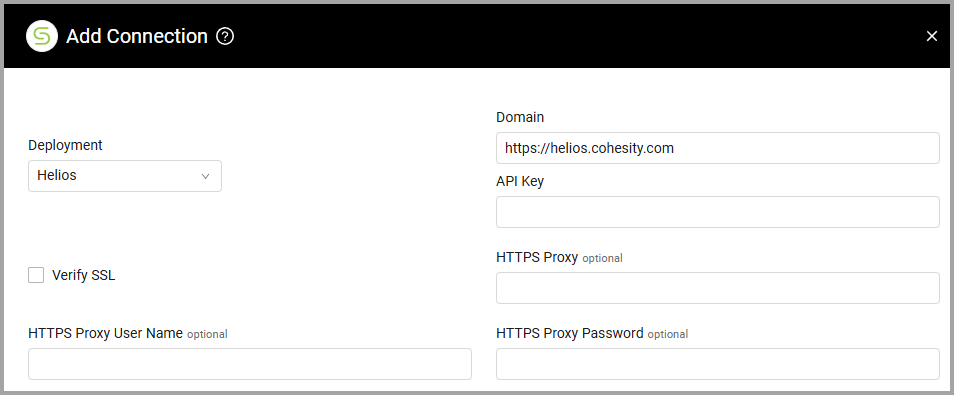 Add Connection ?
Domain
Deployment
https://helios.cohesity.com
Helios
API Key
Verify SSL
HTTPS Proxy optional
HTTPS Proxy User Name optional
HTTPS Proxy Password optional